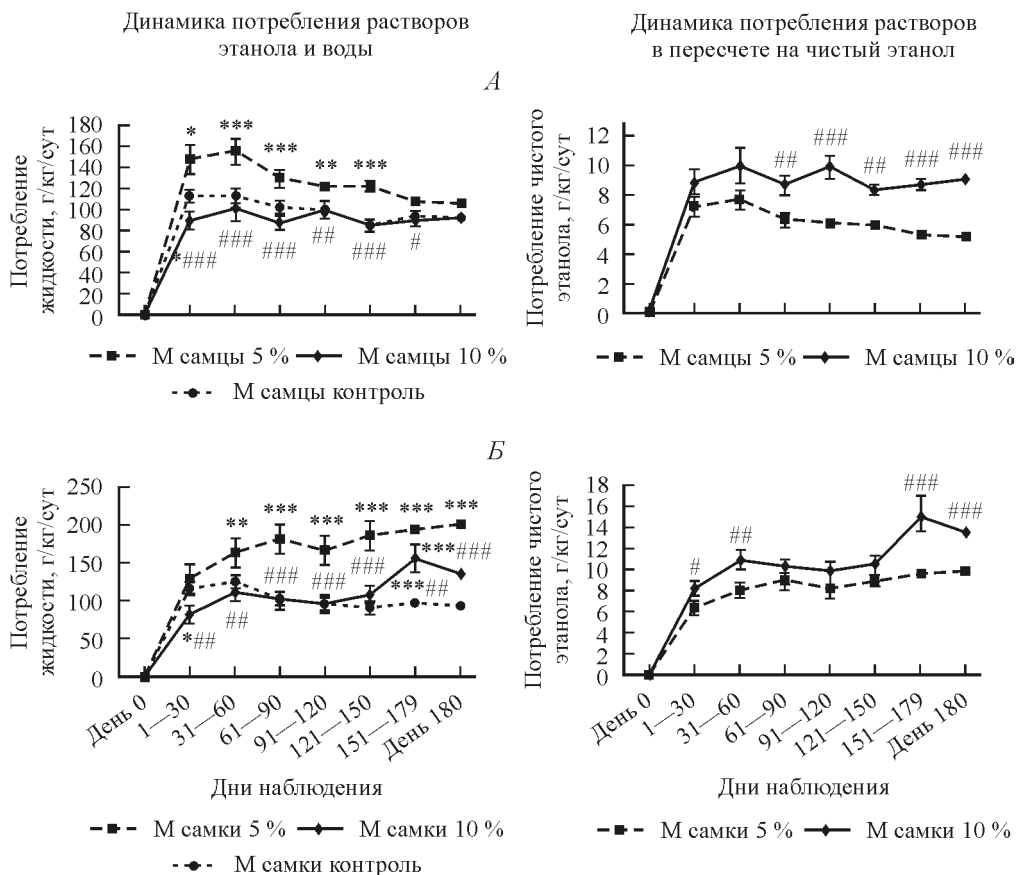 Динамика потребления растворов
этанола и воды
Динамика потребления растворов
в пересчете на чистый этанол
А
Потребление
жидкости, г/кг/сут
180
160
140
120
100
80
60
40
20
0
* *** *** ** ***
*### ### ### ## ### #
М самцы 5 % М самцы 10 %
М самцы контроль
Потребление чистого
этанола, г/кг/сут
12
10
8
6
4
2
0
## ### ## ### ###
М самцы 5 % М самцы 10 %
Б
Потребление
жидкости, г/кг/сут
250
200
150
100
50
0
** *** *** *** *** ***
***###
### ### ###
***##
*## ##
День 0 1—30 31—60 61—90 91—120 121—150 151—179 День 180
Дни наблюдения
М самки 5 % М самки 10 %
М самки контроль
Потребление чистого
этанола, г/кг/сут
18
16
14
12
10
8
6
4
2
0
# ## ### ###
День 0 1—30 31—60 61—90 91—120 121—150 151—179 День 180
Дни наблюдения
М самки 5 % М самки 10 %